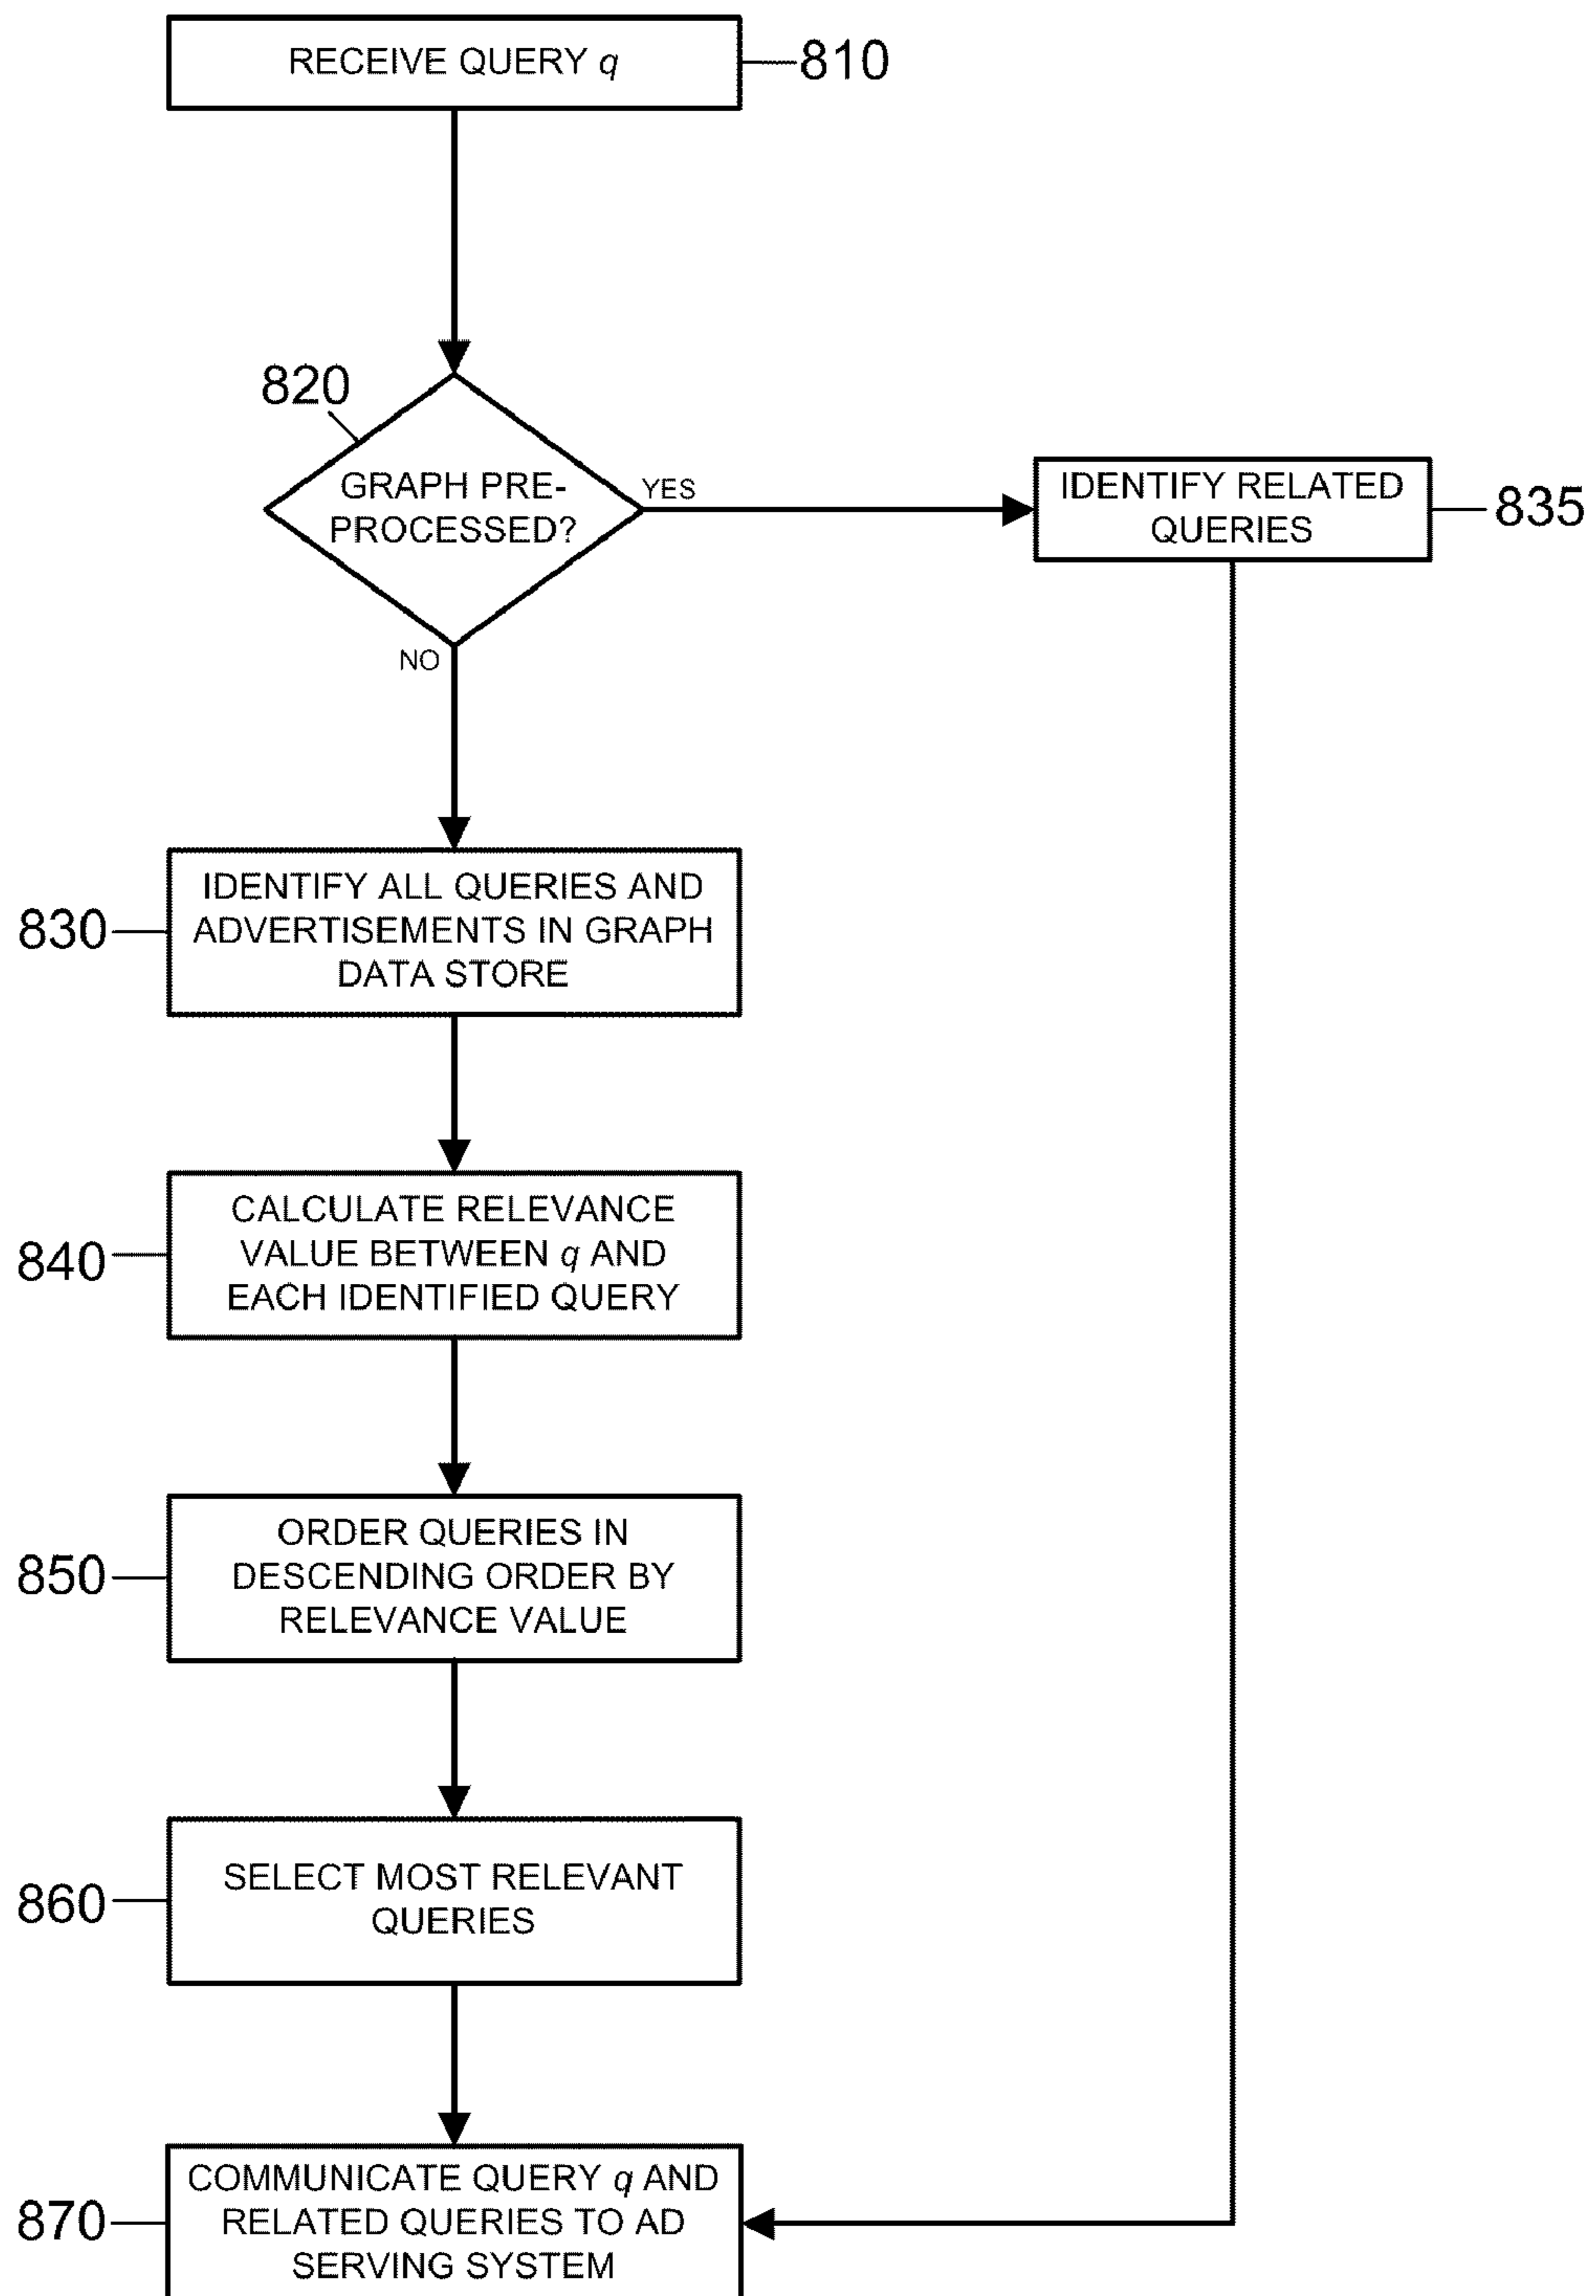 RECEIVE QUERY q
810
820
GRAPH PRE-
PROCESSED?
YES
IDENTIFY RELATED
QUERIES
835
NO
IDENTIFY ALL QUERIES AND
ADVERTISEMENTS IN GRAPH
DATA STORE
830
CALCULATE RELEVANCE
VALUE BETWEEN q AND
EACH IDENTIFIED QUERY
840
ORDER QUERIES IN
DESCENDING ORDER BY
RELEVANCE VALUE
850
SELECT MOST RELEVANT
QUERIES
860
COMMUNICATE QUERY q AND
RELATED QUERIES TO AD
SERVING SYSTEM
870